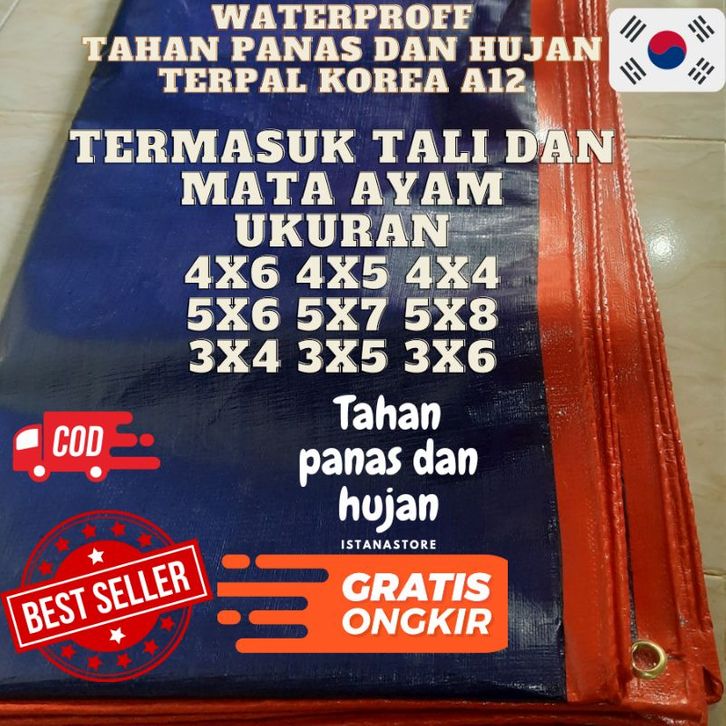 WATERPROFF
TAHAN PANAS DAN HUJAN
TERPAL KOREA A12
TERMASUK TALI DAN
MATA AYAM
UKURAN
4X6 4X5 4X4
5X6 5X7 5X8
3X4 3X5 3X6
Tahan
panas dan
hujan
ISTANASTORE
COD
BEST SELLER
GRATIS
ONGKIR